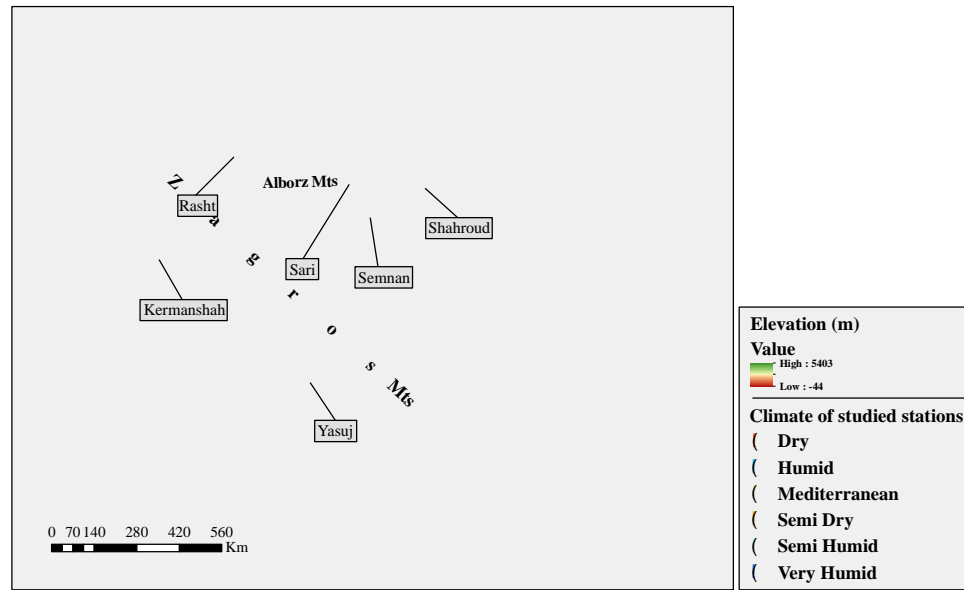 Alborz Mts
Zagros Mts
Rasht
Shahroud
Sari
Semnan
Kermanshah
Yasuj
0 70 140 280 420 560
Km
Elevation (m)
Value
High : 5403
Low : -44
Climate of studied stations
( Dry
( Humid
( Mediterranean
( Semi Dry
( Semi Humid
( Very Humid